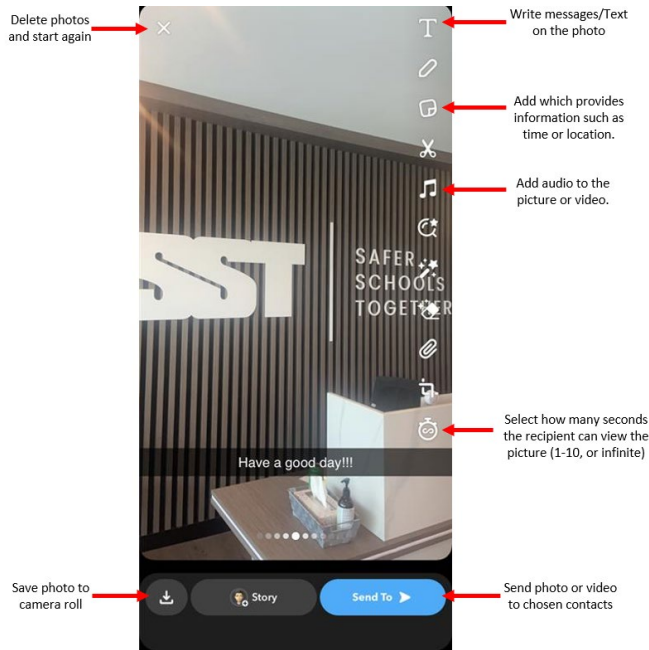 Delete photos
and start again
Write messages/Text
on the photo
T
Add which provides
information such as
time or location.
Add audio to the
picture or video.
SST
SAFER
SCHOOLS
TOGETHER
Select how many seconds
the recipient can view the
picture (1-10, or infinite)
Have a good day!!!
Save photo to
camera roll
Story
Send To
Send photo or video
to chosen contacts